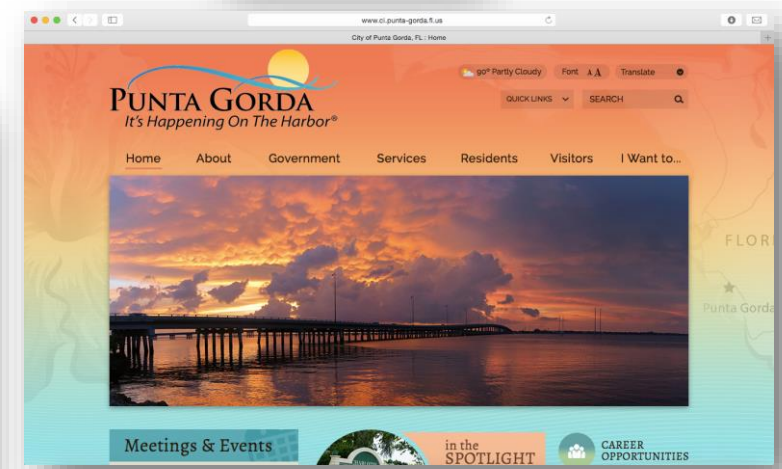 www.ci.punta-gorda.fl.us
City of Punta Gorda, FL : Home
90° Partly Cloudy Font A A Translate
PUNTA GORDA
It's Happening On The Harbor®
QUICK LINKS SEARCH
Home About Government Services Residents Visitors I Want to...
FLORI
Punta Gorda
Meetings & Events
in the
SPOTLIGHT
CAREER
OPPORTUNITIES